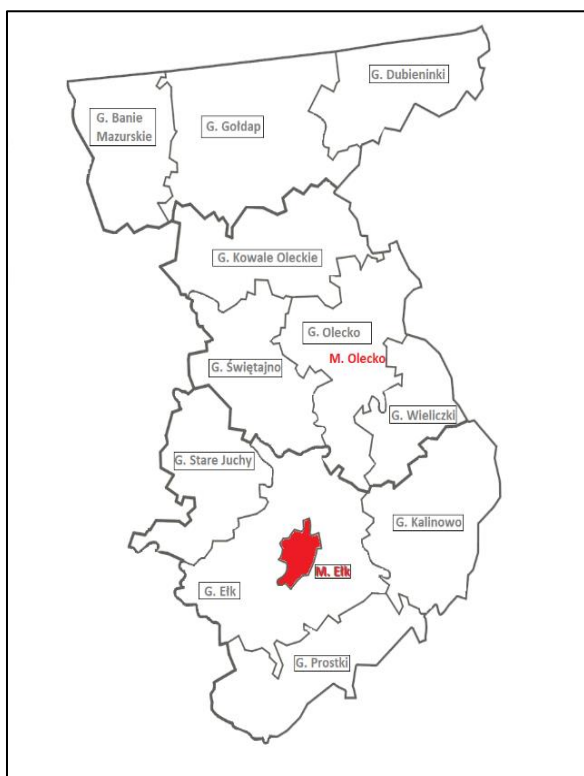 G. Dubieninki
G. Banie
Mazurskie
G. Gołdap
G. Kowale Oleckie
G. Olecko
M. Olecko
G. Świętajno
G. Wieliczki
G. Stare Juchy
G. Kalinowo
M. Ełk
G. Ełk
G. Prostki